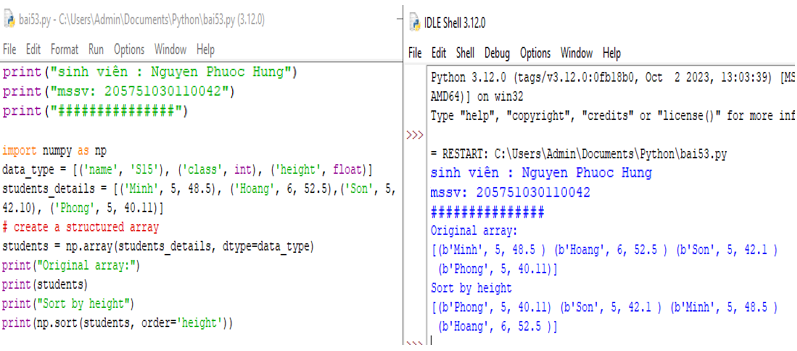 bai53.py - C:\Users\Admin\Documents\Python\bai53.py (3.12.0)
File Edit Format Run Options Window Help
print("sinh viên : Nguyen Phuoc Hung")
print("mssv: 205751030110042")
print("###############")
import numpy as np
data_type = [('name', 'S15'), ('class', int), ('height', float)]
students_details = [('Minh', 5, 48.5), ('Hoang', 6, 52.5),('Son', 5,
42.10), ('Phong', 5, 40.11)]
# create a structured array
students = np.array(students_details, dtype=data_type)
print("Original array:")
print(students)
print("Sort by height")
print(np.sort(students, order='height'))
IDLE Shell 3.12.0
File Edit Shell Debug Options Window Help
Python 3.12.0 (tags/v3.12.0:0fb18b0, Oct 2 2023, 13:03:39) [MS
AMD64)] on win32
Type "help", "copyright", "credits" or "license()" for more inf
>>>
= RESTART: C:\Users\Admin\Documents\Python\bai53.py
sinh viên : Nguyen Phuoc Hung
mssv: 205751030110042
###############
Original array:
[(b'Minh', 5, 48.5 ) (b'Hoang', 6, 52.5 ) (b'Son', 5, 42.1 )
(b'Phong', 5, 40.11)]
Sort by height
[(b'Phong', 5, 40.11) (b'Son', 5, 42.1 ) (b'Minh', 5, 48.5 )
(b'Hoang', 6, 52.5 )]
>>>